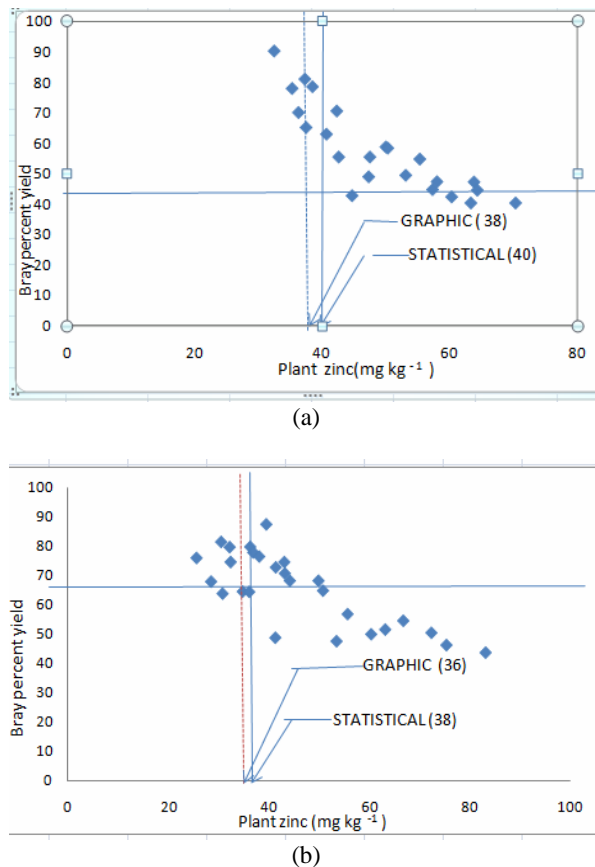 100
90
80
70
60
50
40
30
20
10
0
Bray percent yield
GRAPHIC (38)
STATISTICAL (40)
0 20 40 60 80
Plant zinc(mg kg -1 )
(a)
100
90
80
70
60
50
40
30
20
10
0
Bray percent yield
GRAPHIC (36)
STATISTICAL (38)
0 20 40 60 80 100
Plant zinc (mg kg -1 )
(b)